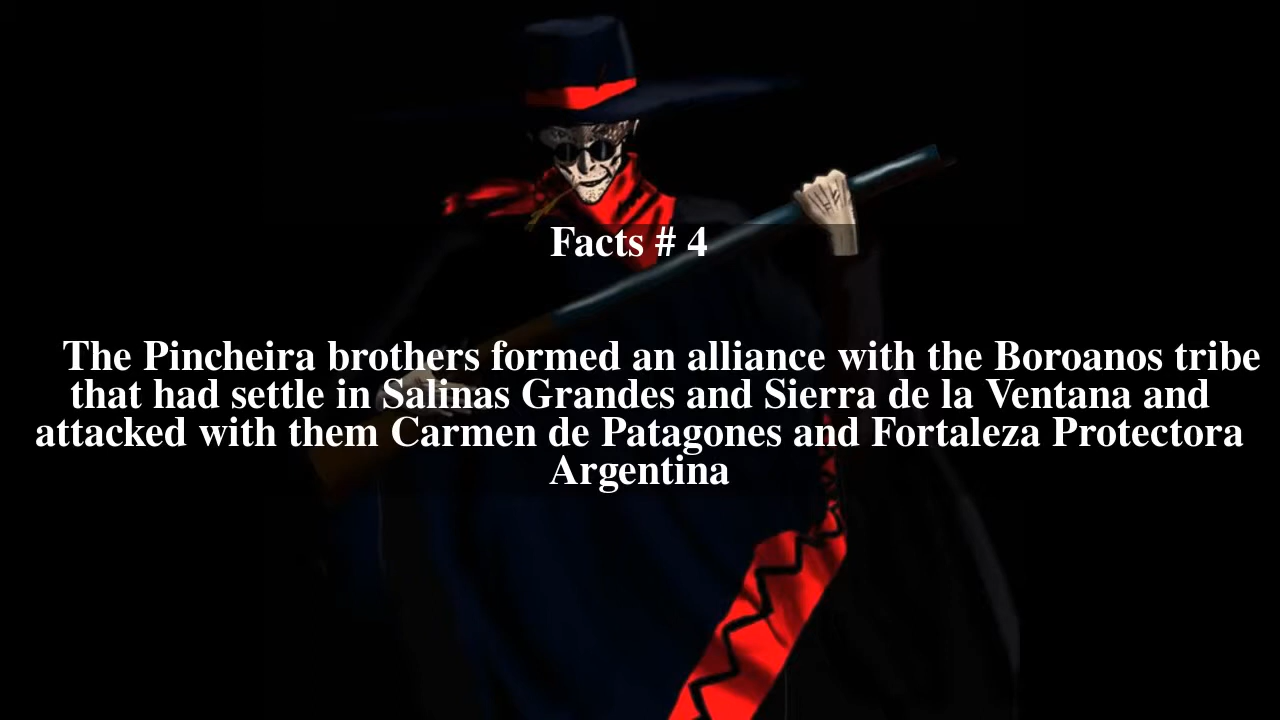 Facts # 4
The Pincheira brothers formed an alliance with the Boroanos tribe
that had settle in Salinas Grandes and Sierra de la Ventana and
attacked with them Carmen de Patagones and Fortaleza Protectora
Argentina